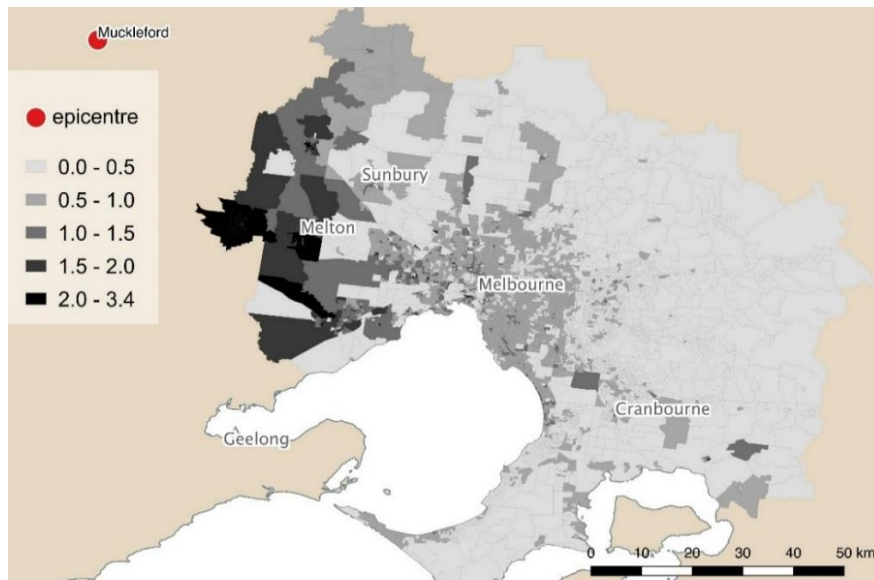 Muckleford
epicentre
0.0 - 0.5
0.5 - 1.0
1.0 - 1.5
1.5 - 2.0
2.0 - 3.4
Sunbury
Melton
Melbourne
Cranbourne
Geelong
0 10 20 30 40 50 km